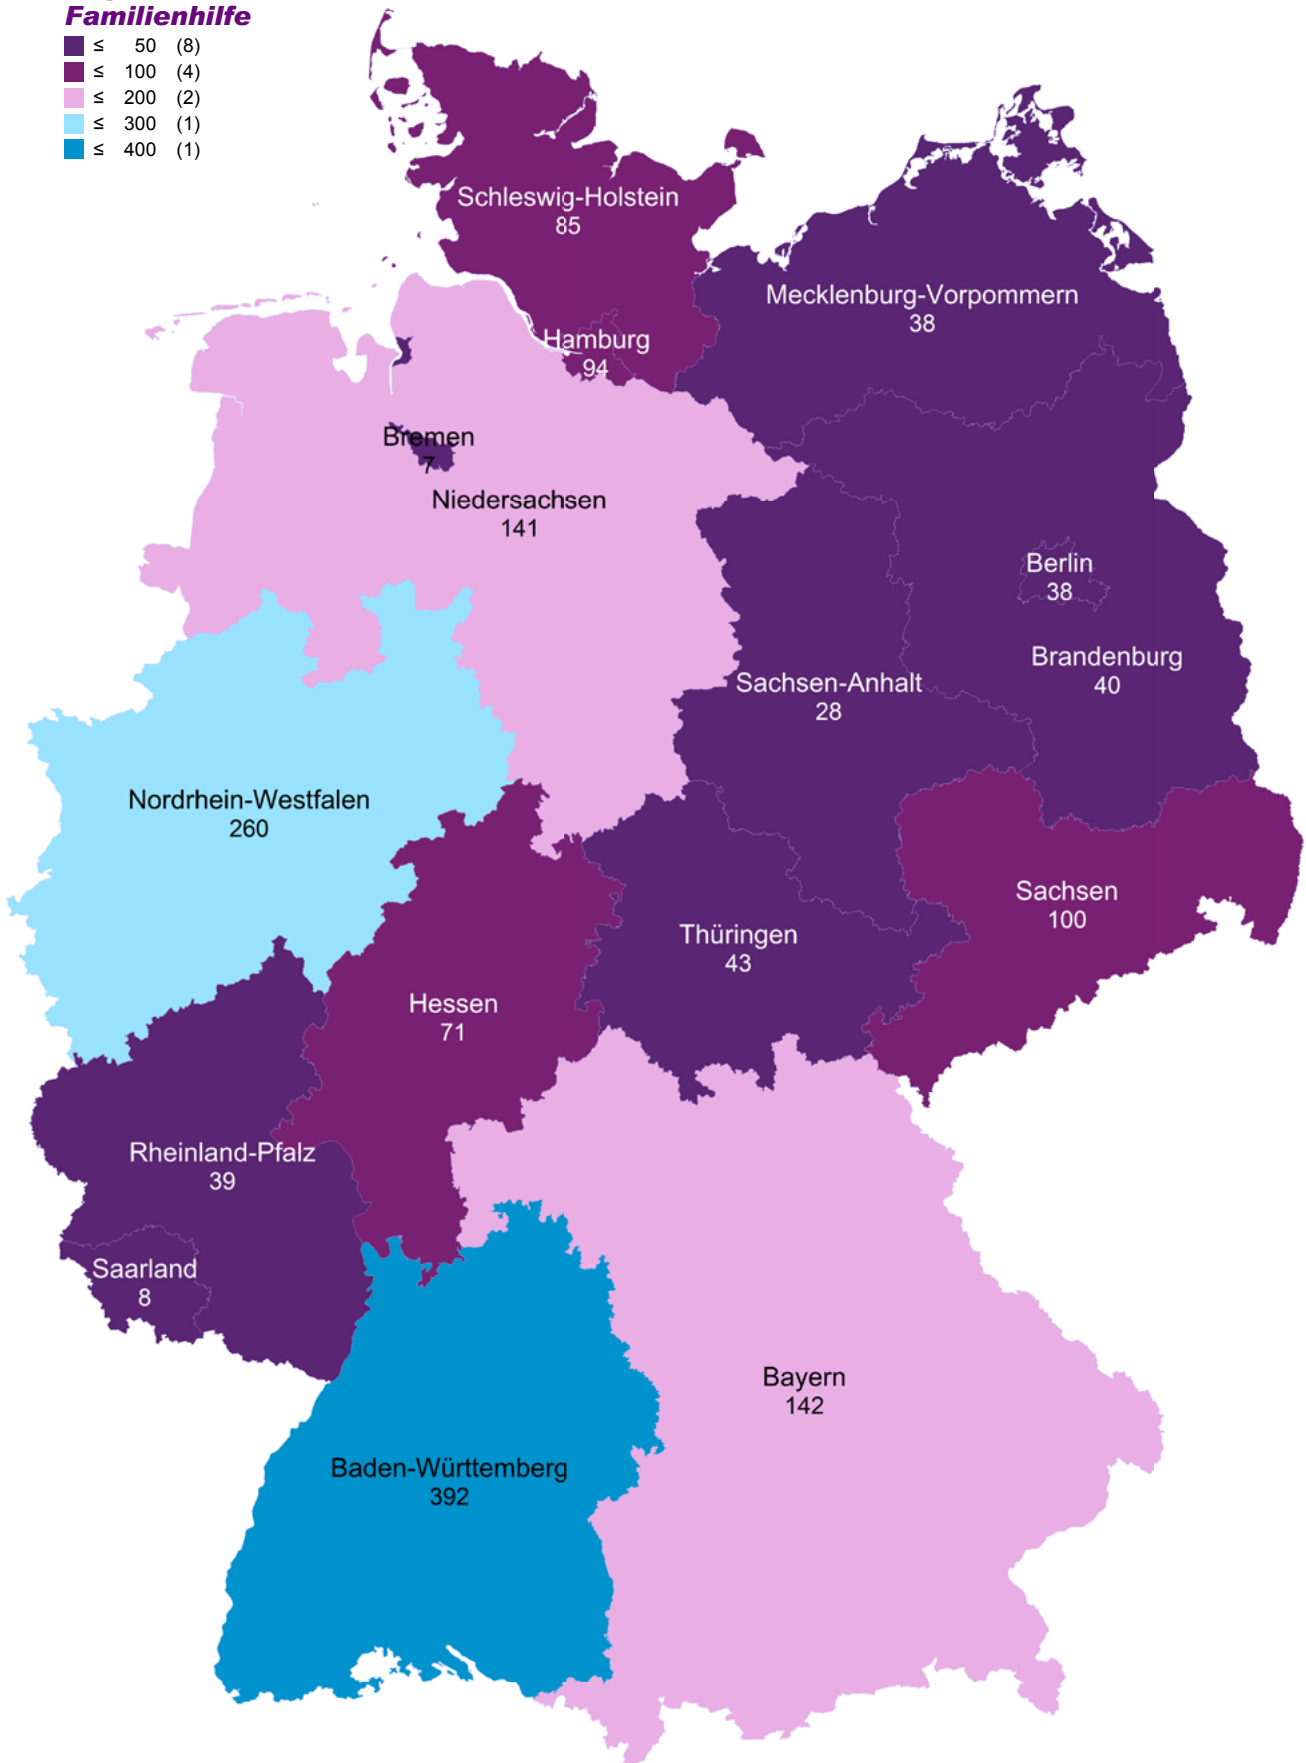 Familienhilfe
≤ 50 (8)
≤ 100 (4)
≤ 200 (2)
≤ 300 (1)
≤ 400 (1)
Schleswig-Holstein
85
Mecklenburg-Vorpommern
38
Hamburg
94
Bremen
7
Niedersachsen
141
Berlin
38
Brandenburg
40
Sachsen-Anhalt
28
Nordrhein-Westfalen
260
Sachsen
100
Thüringen
43
Hessen
71
Rheinland-Pfalz
39
Saarland
8
Bayern
142
Baden-Württemberg
392